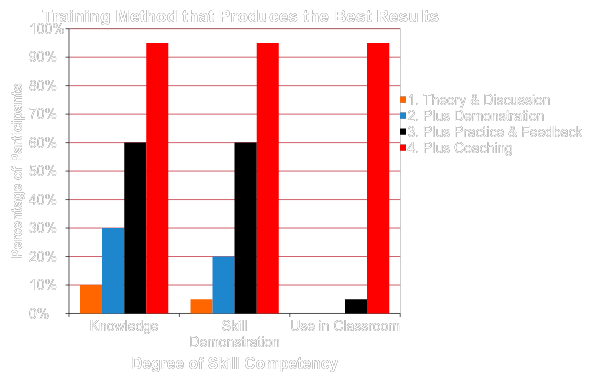 Training Method that Produces the Best Results
100%
90%
80%
70%
60%
50%
40%
30%
20%
10%
0%
Percentage of Participants
Knowledge
Skill
Demonstration
Use in Classroom
Degree of Skill Competency
1. Theory & Discussion
2. Plus Demonstration
3. Plus Practice & Feedback
4. Plus Coaching